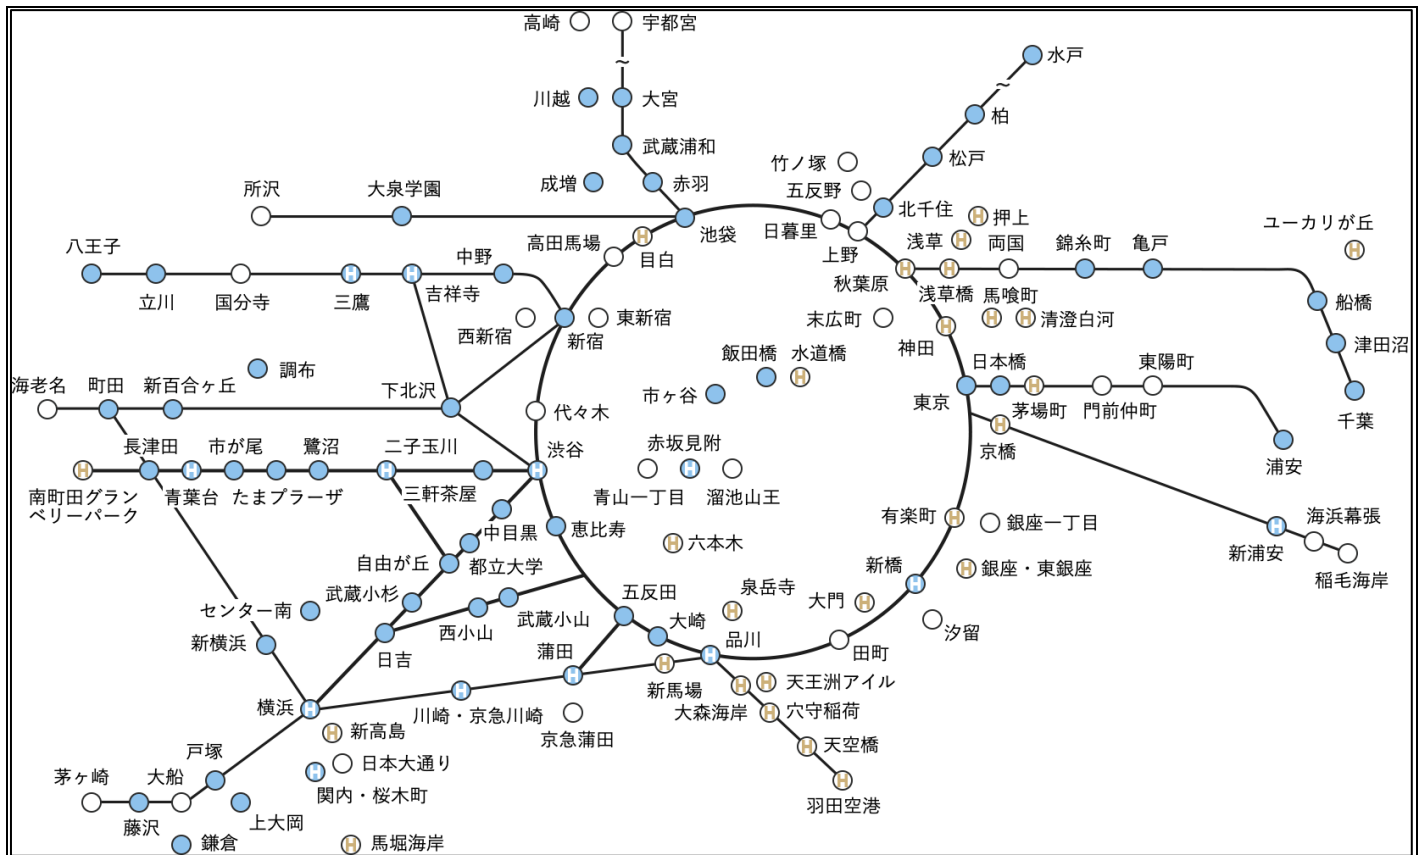 高崎
宇都宮
水戸
川越
大宮
柏
武蔵浦和
松戸
竹ノ塚
成増
赤羽
五反野
所沢
大泉学園
北千住
押上
池袋
日暮里
上野
浅草
両国
錦糸町
亀戸
ユーカリが丘
高田馬場
目白
八王子
中野
秋葉原
浅草橋
馬喰町
立川
国分寺
三鷹
吉祥寺
船橋
西新宿
新宿
東新宿
末広町
神田
清澄白河
津田沼
飯田橋
水道橋
日本橋
東陽町
調布
海老名
町田
新百合ヶ丘
下北沢
市ヶ谷
東京
茅場町
門前仲町
千葉
代々木
京橋
浦安
長津田
市が尾
鷺沼
二子玉川
渋谷
赤坂見附
南町田グラン
ベリーパーク
青葉台
たまプラーザ
三軒茶屋
青山一丁目
溜池山王
中目黒
恵比寿
有楽町
銀座一丁目
海浜幕張
新浦安
稲毛海岸
六本木
自由が丘
都立大学
新橋
銀座・東銀座
武蔵小杉
五反田
泉岳寺
大門
センター南
西小山
武蔵小山
大崎
汐留
新横浜
日吉
蒲田
品川
田町
横浜
川崎・京急川崎
新馬場
天王洲アイル
大森海岸
穴守稲荷
京急蒲田
新高島
天空橋
戸塚
日本大通り
茅ヶ崎
大船
関内・桜木町
羽田空港
藤沢
上大岡
鎌倉
馬堀海岸